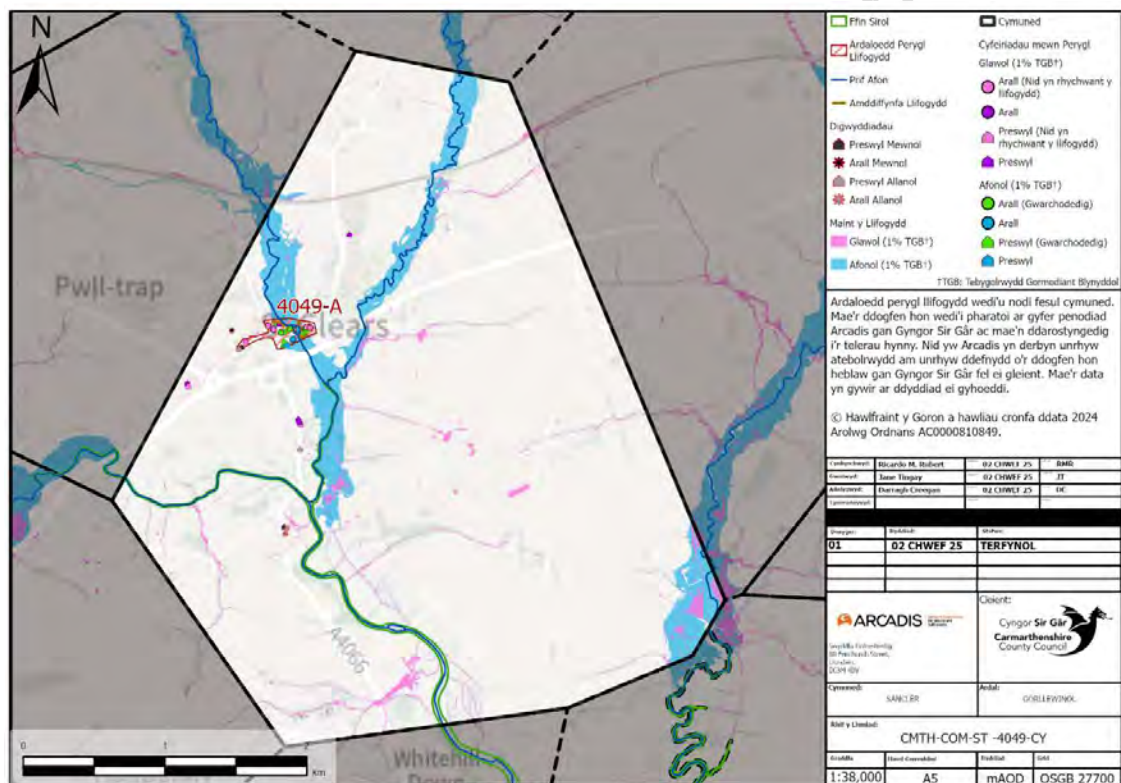 N
Pwll-trap
4049-A
Clears
A4066
Whitehill
Down
0
1
2
km
Ffin Sirol
Ardaloedd Perygl
Llifogydd
Prif Afon
Amddiffynfa Llifogydd
Digwyddiadau
Preswyl Mewnol
Arall Mewnol
Preswyl Allanol
Arall Allanol
Maint y Llifogydd
Glawol (1% TGB†)
Afonol (1% TGB†)
Cymuned
Cyfeiriadau mewn Perygl
Glawol (1% TGB†)
Arall (Nid yn rhychwant y
llifogydd)
Arall
Preswyl (Nid yn
rhychwant y llifogydd)
Preswyl
Afonol (1% TGB†)
Arall (Gwarchodedig)
Arall
Preswyl (Gwarchodedig)
Preswyl
†TGB: Tebygolrwydd Gormodiant Blynyddol
Ardaloedd perygl llifogydd wedi'u nodi fesul cymuned.
Mae'r ddogfen hon wedi'i pharatoi ar gyfer penodiad
Arcadis gan Gyngor Sir Gâr ac mae'n ddarostyngedig
i'r telerau hynny. Nid yw Arcadis yn derbyn unrhyw
atebolrwydd am unrhyw ddefnydd o'r ddogfen hon
heblaw gan Gyngor Sir Gâr fel ei gleient. Mae'r data
yn gywir ar ddyddiad ei gyhoeddi.
© Hawlfraint y Goron a hawliau cronfa ddata 2024
Arolwg Ordnans AC0000810849.
Ricardo M. Robert 02 CHWEF 25 RMR
Jane Tingay 02 CHWEF 25 JT
Darragh Creegan 02 CHWEF 25 DC
01 02 CHWEF 25 TERFYNOL
ARCADIS
Cleient:
Cyngor Sir Gâr
Carmarthenshire
County Council
Cymuned:
SANCLÊR
Ardal:
GORLLEWINOL
CMTH-COM-ST -4049-CY
1:38,000 A5 mAOD OSGB 27700